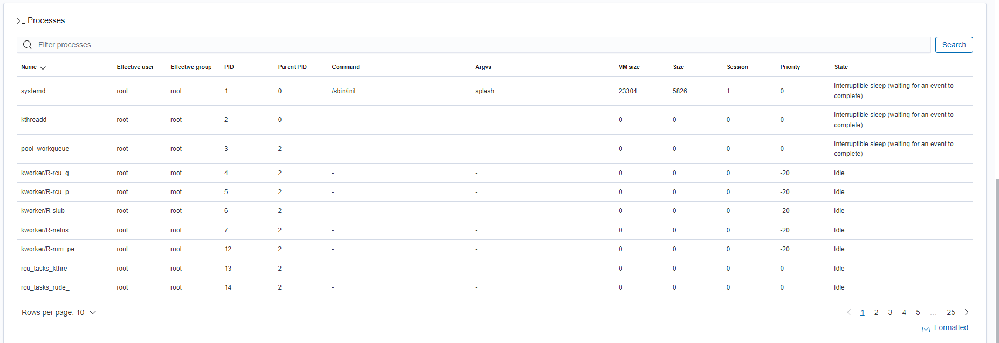 >_ Processes
Filter processes... Search
Name Effective user Effective group PID Parent PID Command Argvs VM size Size Session Priority State
systemd root root 1 0 /sbin/init splash 23304 5826 1 0 Interruptible sleep (waiting for an event to
complete)
kthreadd root root 2 0 - - 0 0 0 0 Interruptible sleep (waiting for an event to
complete)
pool_workqueue_ root root 3 2 - - 0 0 0 0 Interruptible sleep (waiting for an event to
complete)
kworker/R-rcu_g root root 4 2 - - 0 0 0 -20 Idle
kworker/R-rcu_p root root 5 2 - - 0 0 0 -20 Idle
kworker/R-slub_ root root 6 2 - - 0 0 0 -20 Idle
kworker/R-netns root root 7 2 - - 0 0 0 -20 Idle
kworker/R-mm_pe root root 12 2 - - 0 0 0 -20 Idle
rcu_tasks_kthre root root 13 2 - - 0 0 0 0 Idle
rcu_tasks_rude_ root root 14 2 - - 0 0 0 0 Idle
Rows per page: 10 1 2 3 4 5 ... 25
Formatted